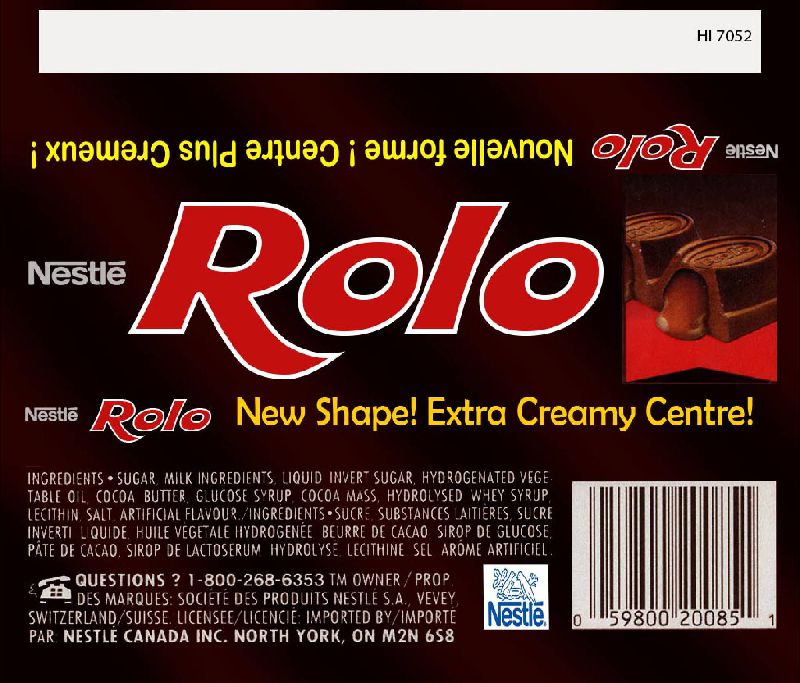 HI 7052
Nestlé Rolo Nouvelle forme ! Centre Plus Cremeux !
Nestlé
Rolo
Nestlé Rolo New Shape! Extra Creamy Centre!
INGREDIENTS • SUGAR, MILK INGREDIENTS, LIQUID INVERT SUGAR, HYDROGENATED VEGE-
TABLE OIL, COCOA BUTTER, GLUCOSE SYRUP, COCOA MASS, HYDROLYSED WHEY SYRUP,
LECITHIN, SALT, ARTIFICIAL FLAVOUR./INGRÉDIENTS • SUCRE, SUBSTANCES LAITIÈRES, SUCRE
INVERTI LIQUIDE, HUILE VÉGÉTALE HYDROGÉNÉE, BEURRE DE CACAO, SIROP DE GLUCOSE,
PÂTE DE CACAO, SIROP DE LACTOSERUM HYDROLYSÉ, LÉCITHINE, SEL, ARÔME ARTIFICIEL.
QUESTIONS ? 1-800-268-6353 TM OWNER / PROP.
DES MARQUES: SOCIÉTÉ DES PRODUITS NESTLÉ S.A., VEVEY,
SWITZERLAND/SUISSE. LICENSEE/LICENCIÉ: IMPORTED BY/IMPORTÉ
PAR: NESTLÉ CANADA INC. NORTH YORK, ON M2N 6S8
Nestlé
0 59800 20085 1